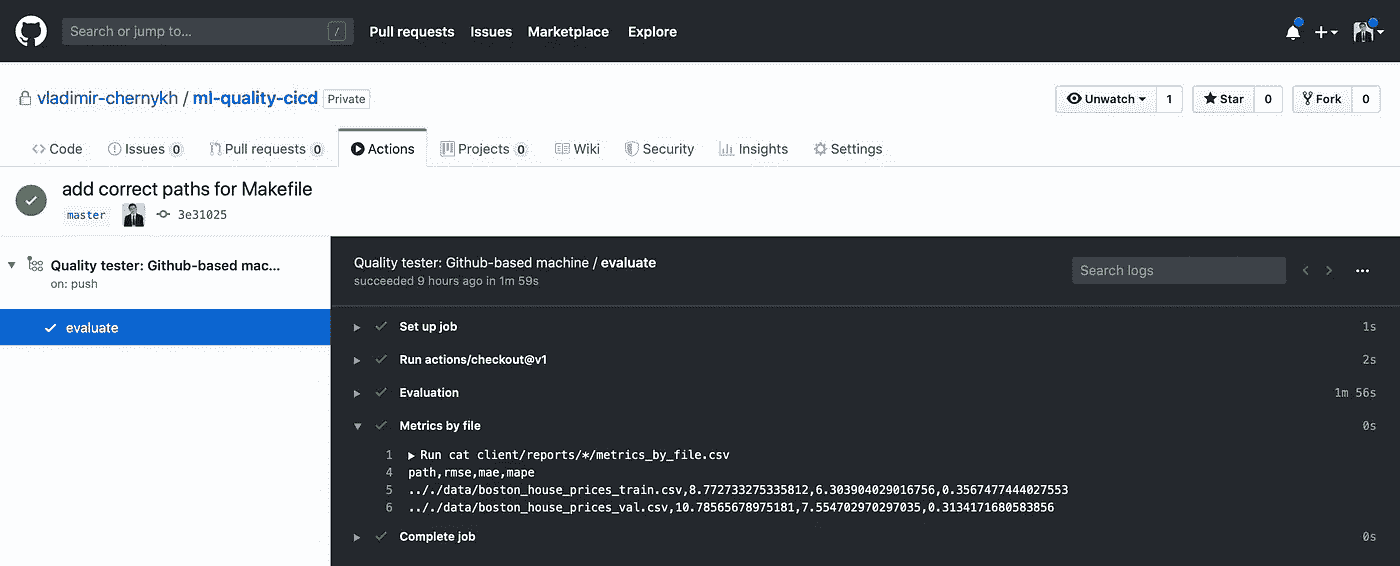 Search or jump to... / Pull requests Issues Marketplace Explore
vladimir-chernykh / ml-quality-cicd Private Unwatch 1 Star 0 Fork 0
Code Issues 0 Pull requests 0 Actions Projects 0 Wiki Security Insights Settings
add correct paths for Makefile
master 3e31025
Quality tester: Github-based mac...
on: push
evaluate
Quality tester: Github-based machine / evaluate
succeeded 9 hours ago in 1m 59s
Search logs
Set up job 1s
Run actions/checkout@v1 2s
Evaluation 1m 56s
Metrics by file 0s
1 Run cat client/reports/*/metrics_by_file.csv
4 path,rmse,mae,mape
5 .././data/boston_house_prices_train.csv,8.772733275335812,6.303904029016756,0.3567477444027553
6 .././data/boston_house_prices_val.csv,10.78565678975181,7.554702970297035,0.3134171680583856
Complete job 0s